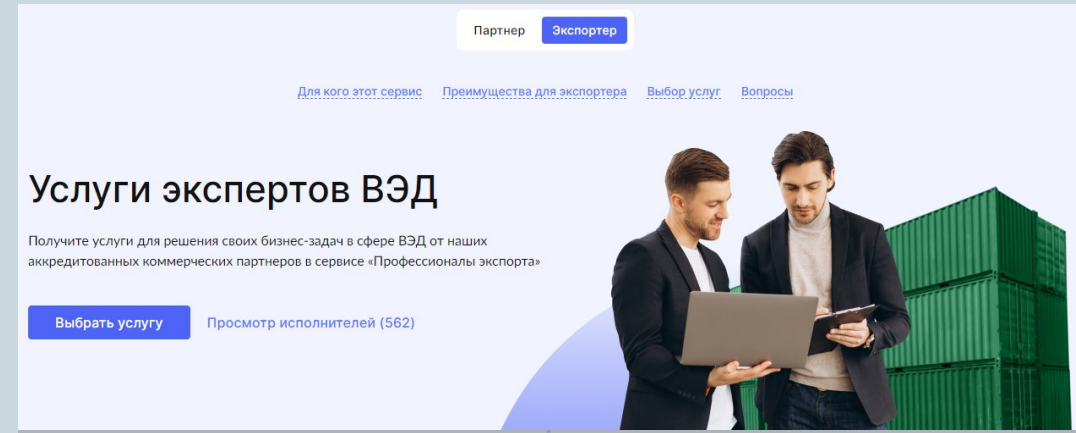 Партнер Экспортер
Для кого этот сервис Преимущества для экспортера Выбор услуг Вопросы
Услуги экспертов ВЭД
Получите услуги для решения своих бизнес-задач в сфере ВЭД от наших
аккредитованных коммерческих партнеров в сервисе «Профессионалы экспорта»
Выбрать услугу Просмотр исполнителей (562)